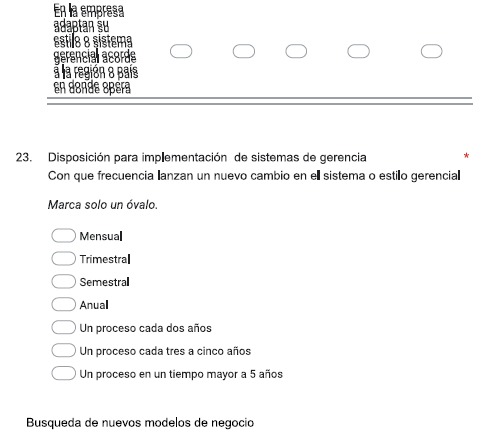 En la empresa
adaptan su
estilo o sistema
gerencial acorde
a la región o país
en donde opera
23. Disposición para implementación de sistemas de gerencia *
Con que frecuencia lanzan un nuevo cambio en el sistema o estilo gerencial
Marca solo un óvalo.
Mensual
Trimestral
Semestral
Anual
Un proceso cada dos años
Un proceso cada tres a cinco años
Un proceso en un tiempo mayor a 5 años
Busqueda de nuevos modelos de negocio